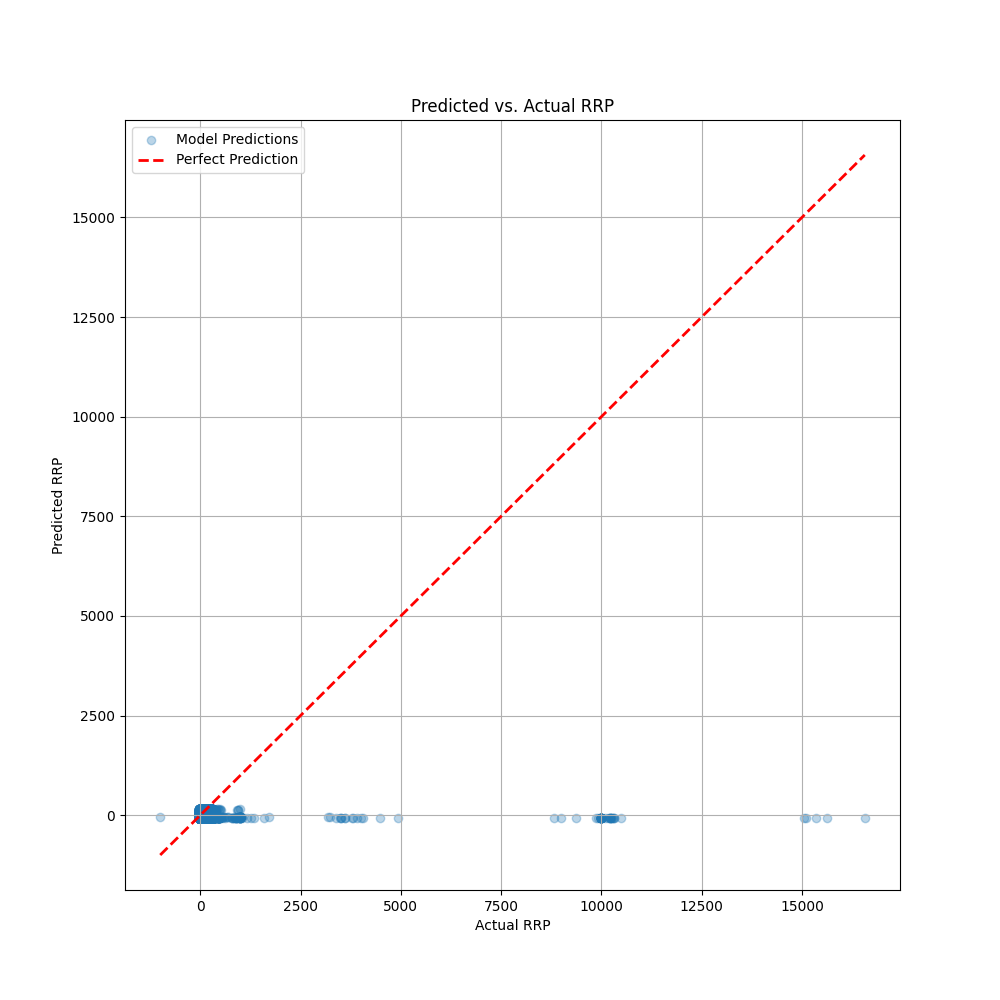 Predicted vs. Actual RRP
Model Predictions
Perfect Prediction
15000
12500
10000
7500
5000
2500
0
Predicted RRP
0 2500 5000 7500 10000 12500 15000
Actual RRP